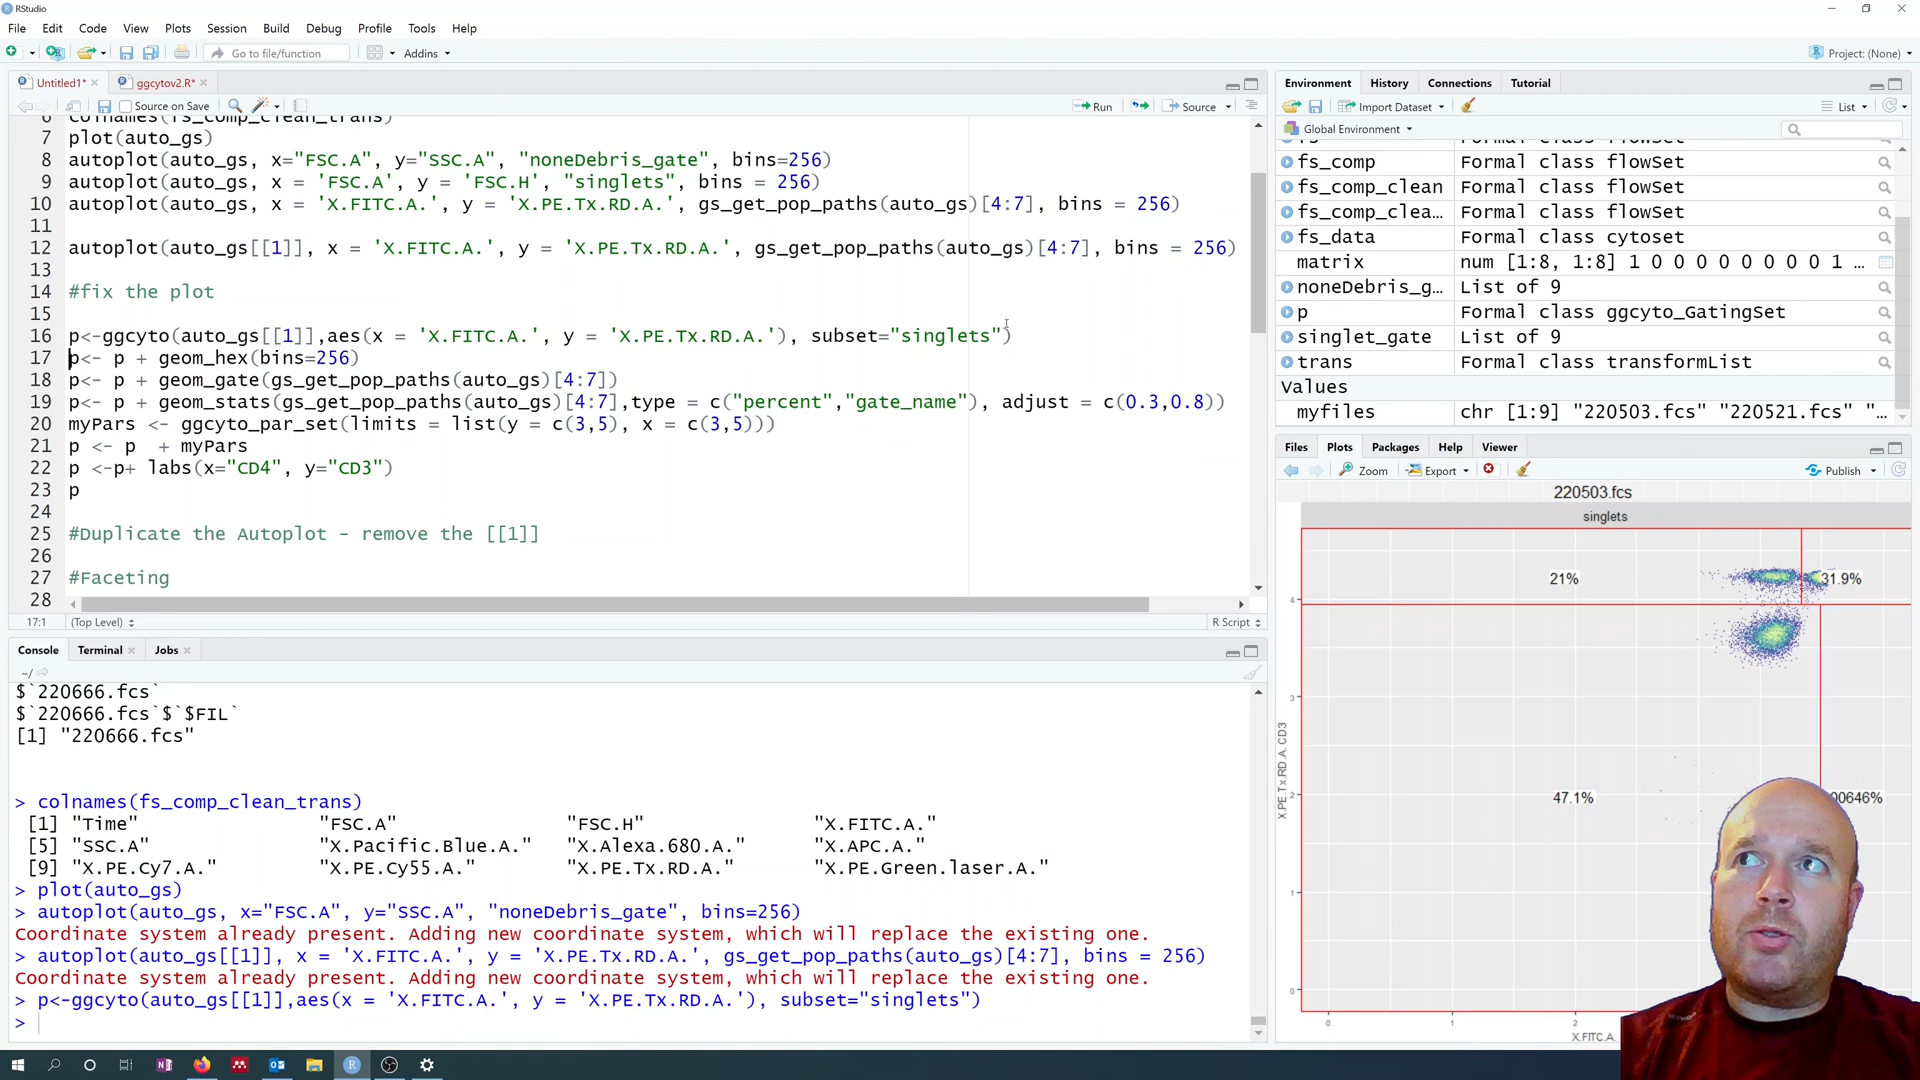 RStudio
File Edit Code View Plots Session Build Debug Profile Tools Help
Go to file/function Addins Project: (None)
Untitled1* ggcytov2.R*
Source on Save Run Source
6 colnames(fs_comp_clean_trans)
7 plot(auto_gs)
8 autoplot(auto_gs, x="FSC.A", y="SSC.A", "noneDebris_gate", bins=256)
9 autoplot(auto_gs, x = 'FSC.A', y = 'FSC.H', "singlets", bins = 256)
10 autoplot(auto_gs, x = 'X.FITC.A.', y = 'X.PE.Tx.RD.A.', gs_get_pop_paths(auto_gs)[4:7], bins = 256)
11
12 autoplot(auto_gs[[1]], x = 'X.FITC.A.', y = 'X.PE.Tx.RD.A.', gs_get_pop_paths(auto_gs)[4:7], bins = 256)
13
14 #fix the plot
15
16 p<-ggcyto(auto_gs[[1]],aes(x = 'X.FITC.A.', y = 'X.PE.Tx.RD.A.'), subset="singlets")
17 p<- p + geom_hex(bins=256)
18 p<- p + geom_gate(gs_get_pop_paths(auto_gs)[4:7])
19 p<- p + geom_stats(gs_get_pop_paths(auto_gs)[4:7],type = c("percent","gate_name"), adjust = c(0.3,0.8))
20 myPars <- ggcyto_par_set(limits = list(y = c(3,5), x = c(3,5)))
21 p <- p  + myPars
22 p <-p+ labs(x="CD4", y="CD3")
23 p
24
25 #Duplicate the Autoplot - remove the [[1]]
26
27 #Faceting
28
17:1 (Top Level) R Script
Console Terminal Jobs
~/
$`220666.fcs`
$`220666.fcs`$`$FIL`
[1] "220666.fcs"
> colnames(fs_comp_clean_trans)
[1] "Time" "FSC.A" "FSC.H" "X.FITC.A."
[5] "SSC.A" "X.Pacific.Blue.A." "X.Alexa.680.A." "X.APC.A."
[9] "X.PE.Cy7.A." "X.PE.Cy55.A." "X.PE.Tx.RD.A." "X.PE.Green.laser.A."
> plot(auto_gs)
> autoplot(auto_gs, x="FSC.A", y="SSC.A", "noneDebris_gate", bins=256)
Coordinate system already present. Adding new coordinate system, which will replace the existing one.
> autoplot(auto_gs[[1]], x = 'X.FITC.A.', y = 'X.PE.Tx.RD.A.', gs_get_pop_paths(auto_gs)[4:7], bins = 256)
Coordinate system already present. Adding new coordinate system, which will replace the existing one.
> p<-ggcyto(auto_gs[[1]],aes(x = 'X.FITC.A.', y = 'X.PE.Tx.RD.A.'), subset="singlets")
>
Environment History Connections Tutorial
Import Dataset List
Global Environment
fs_comp Formal class flowSet
fs_comp_clean Formal class flowSet
fs_comp_clea… Formal class flowSet
fs_data Formal class cytoset
matrix num [1:8, 1:8] 1 0 0 0 0 0 0 0 0 1 …
noneDebris_g… List of 9
p Formal class ggcyto_GatingSet
singlet_gate List of 9
trans Formal class transformList
Values
myfiles chr [1:9] "220503.fcs" "220521.fcs" "…
Files Plots Packages Help Viewer
Zoom Export Publish
220503.fcs
singlets
21% 31.9%
47.1% 00646%
4
3
2
1
0
X.PE.Tx.RD.A. CD3
0 1 2
X.FITC.A.